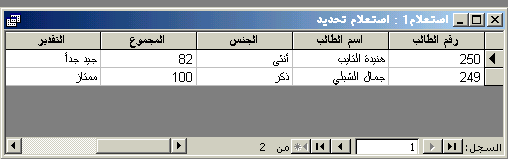 استعلام1 : استعلام تحديد
رقم الطالب اسم الطالب الجنس المجموع التقدير
250 هنيدة النايب أنثى 82 جيد جداً
249 جمال الشبلي ذكر 100 ممتاز
السجل: 1 من 2